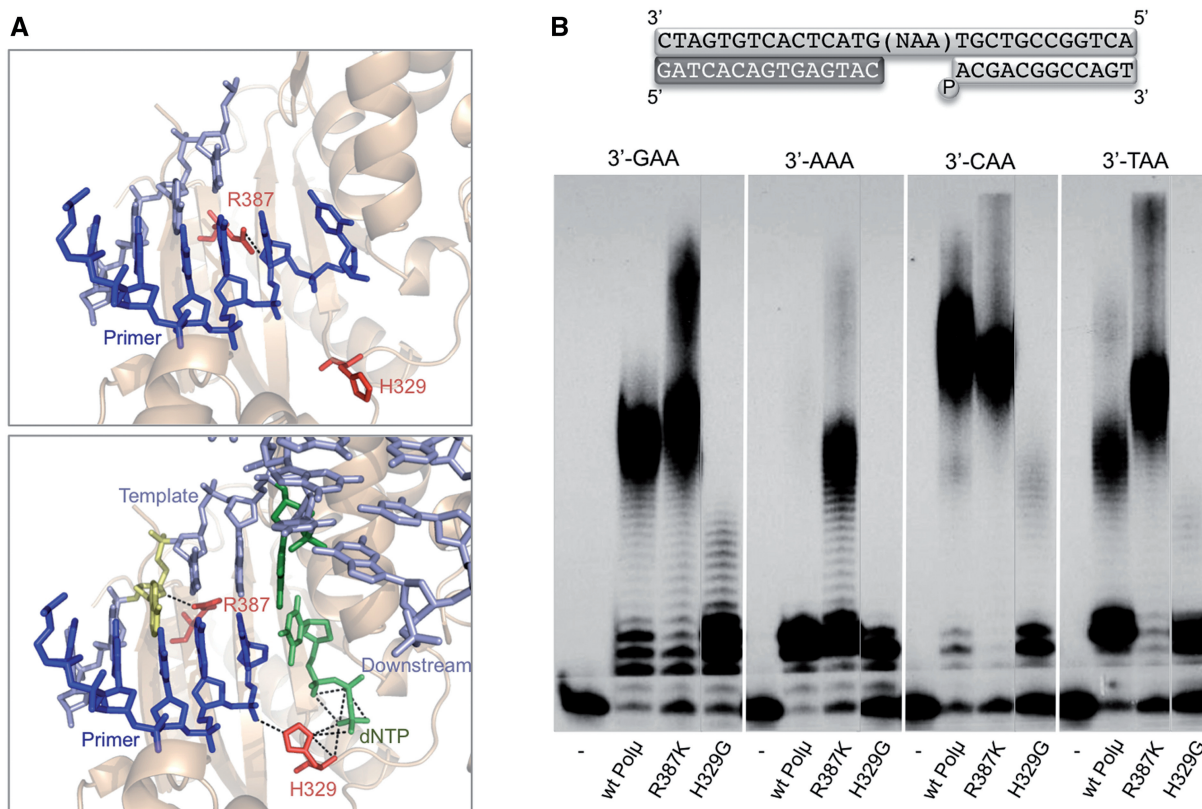 A
R387
Primer
H329
Template
R387
Downstream
Primer
dNTP
H329
B
3’ 5’
CTAGTGTCACTCATG(NAA)TGCTGCCGGTCA
GATCACAGTGAGTAC ACGACGGCCAGT
5’ P 3’
3’-GAA 3’-AAA 3’-CAA 3’-TAA
- wt Polμ R387K H329G - wt Polμ R387K H329G - wt Polμ R387K H329G - wt Polμ R387K H329G